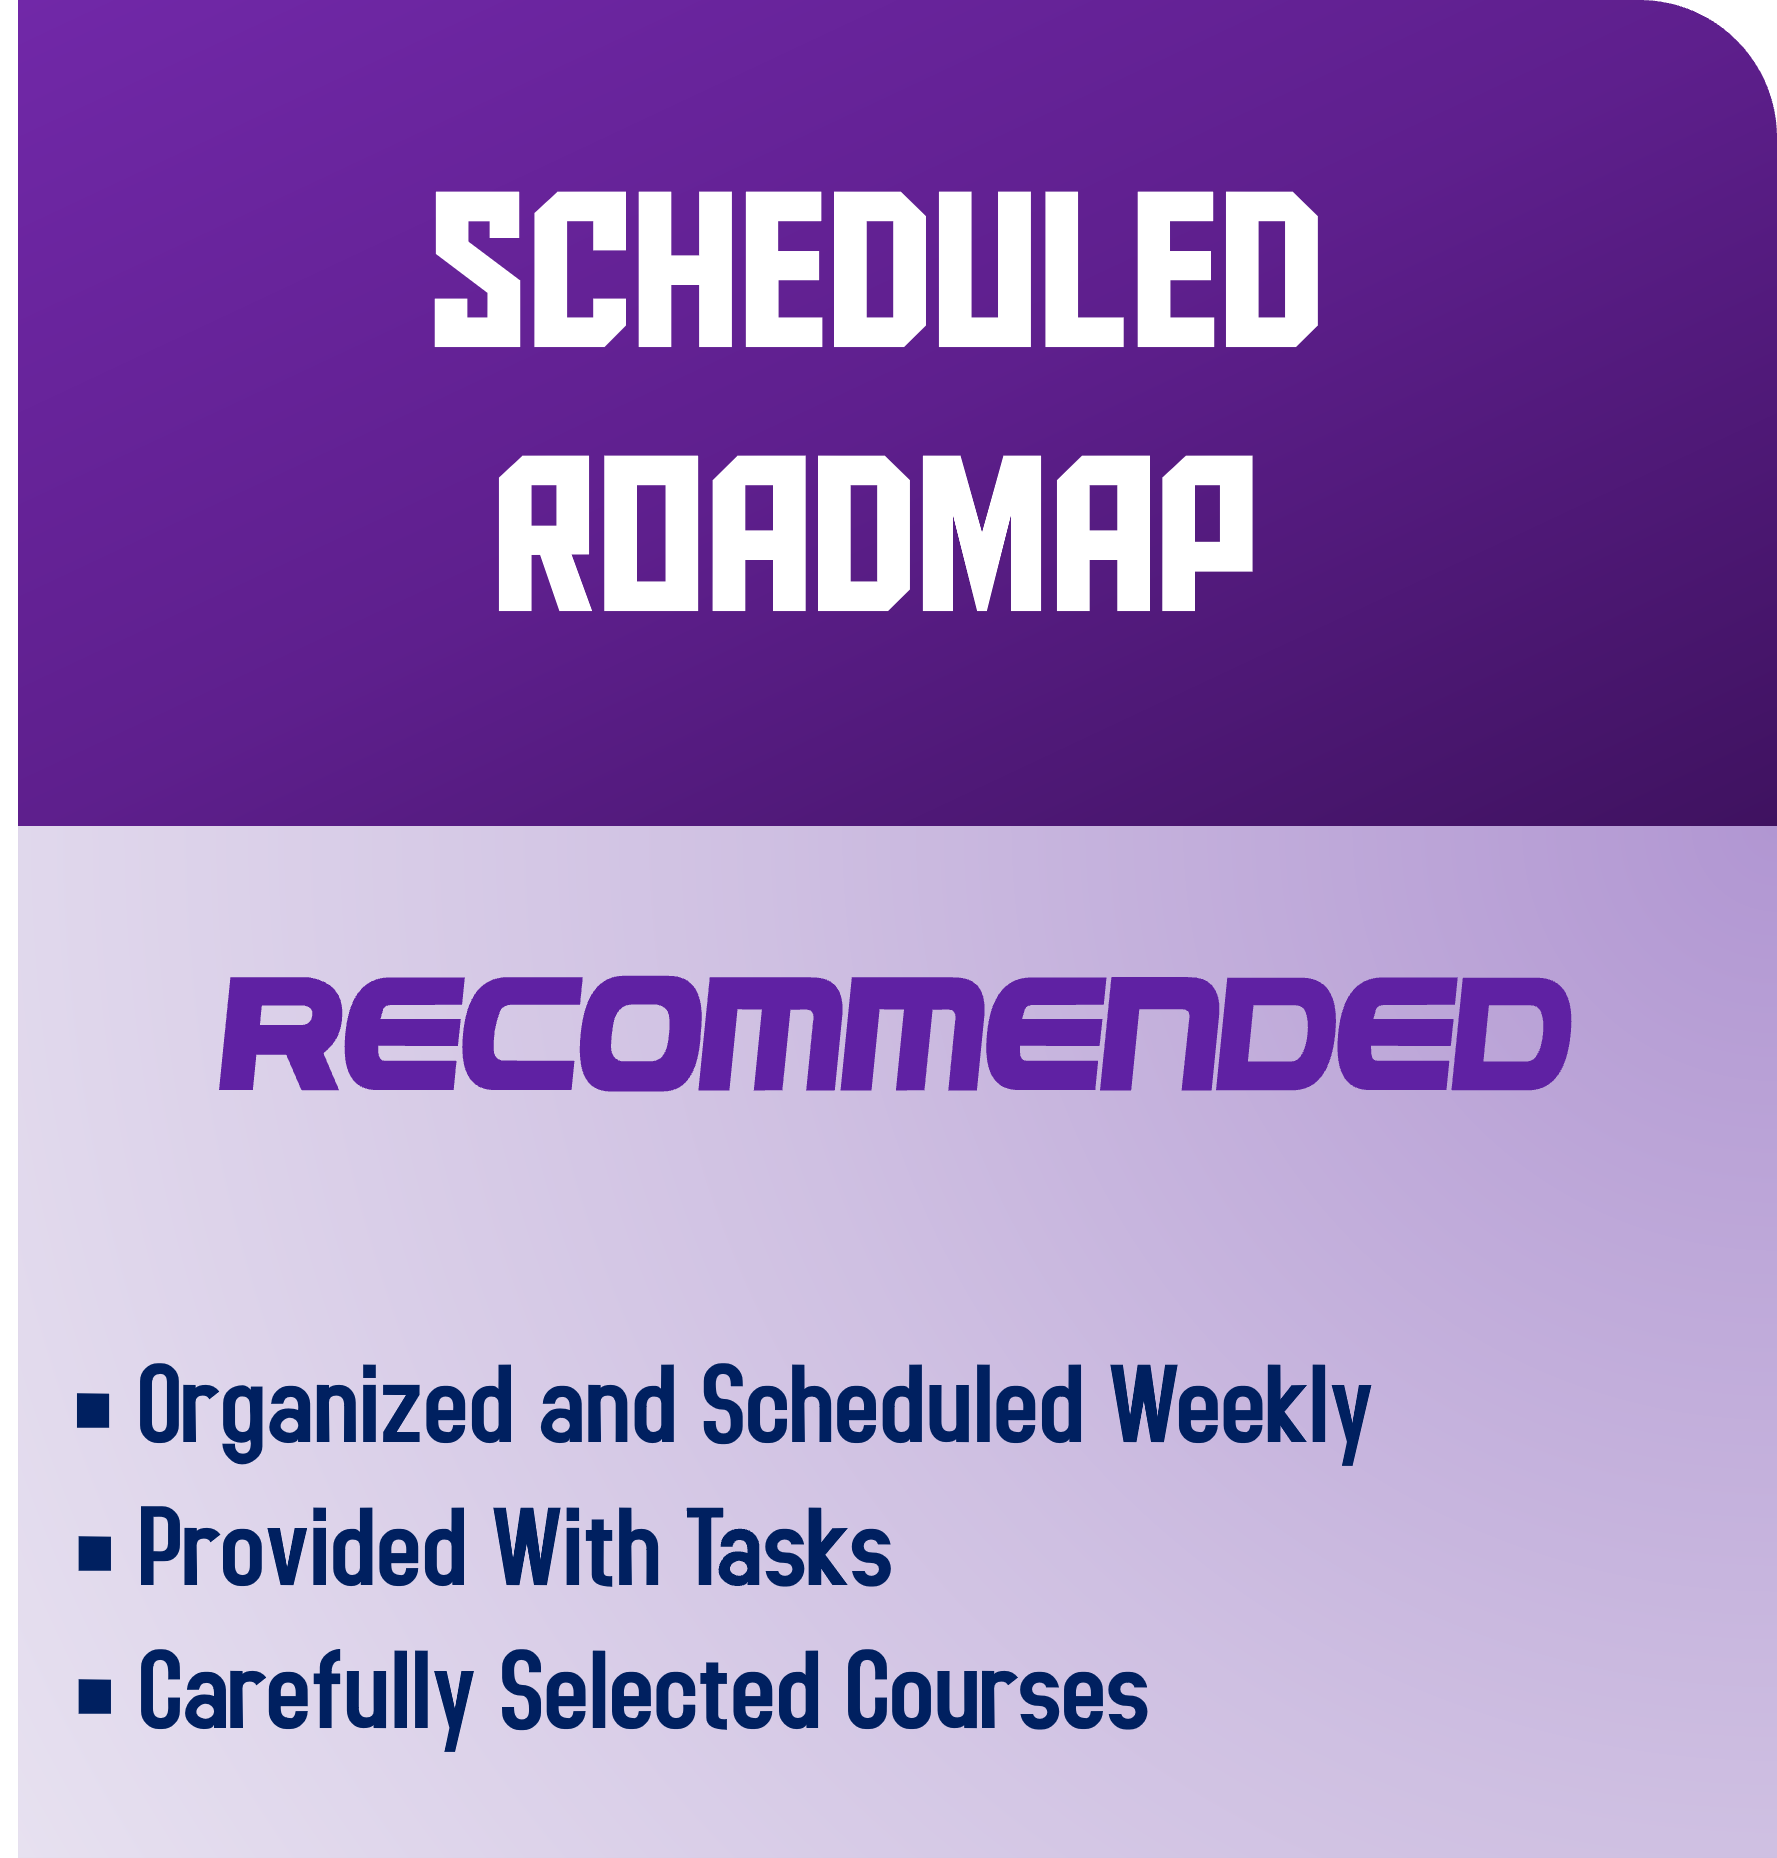 SCHEDULED
ROADMAP
RECOMMENDED
▪ Organized and Scheduled Weekly
▪ Provided With Tasks
▪ Carefully Selected Courses